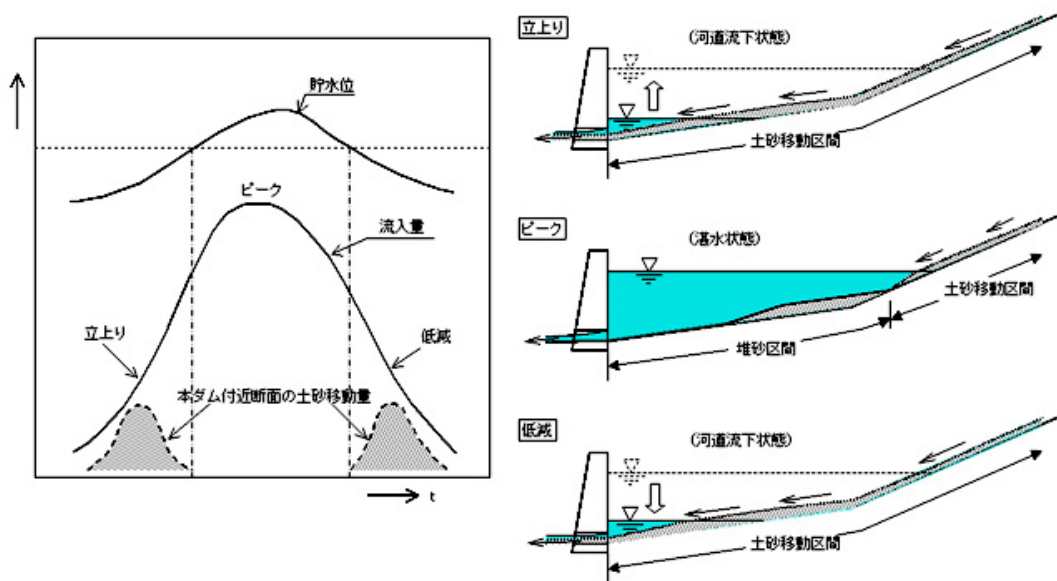 貯水位
ピーク
流入量
立上り
低減
本ダム付近断面の土砂移動量
t
立上り
(河道流下状態)
土砂移動区間
ピーク
(湛水状態)
土砂移動区間
堆砂区間
低減
(河道流下状態)
土砂移動区間